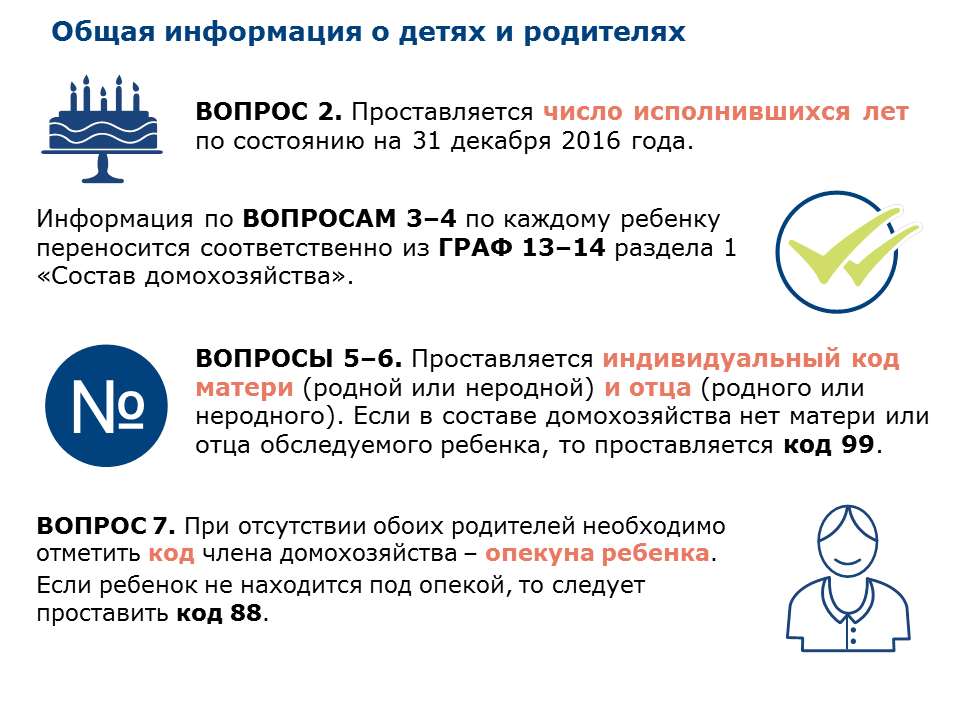 Общая информация о детях и родителях
ВОПРОС 2. Проставляется число исполнившихся лет
по состоянию на 31 декабря 2016 года.
Информация по ВОПРОСАМ 3–4 по каждому ребенку
переносится соответственно из ГРАФ 13–14 раздела 1
«Состав домохозяйства».
№
ВОПРОСЫ 5–6. Проставляется индивидуальный код
матери (родной или неродной) и отца (родного или
неродного). Если в составе домохозяйства нет матери или
отца обследуемого ребенка, то проставляется код 99.
ВОПРОС 7. При отсутствии обоих родителей необходимо
отметить код члена домохозяйства – опекуна ребенка.
Если ребенок не находится под опекой, то следует
проставить код 88.